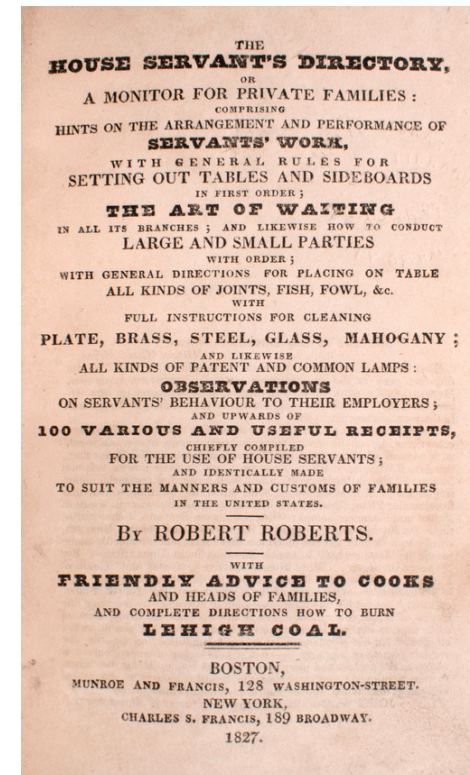 THE
HOUSE SERVANT'S DIRECTORY,
OR
A MONITOR FOR PRIVATE FAMILIES :
COMPRISING
HINTS ON THE ARRANGEMENT AND PERFORMANCE OF
SERVANTS' WORK,
WITH GENERAL RULES FOR
SETTING OUT TABLES AND SIDEBOARDS
IN FIRST ORDER ;
THE ART OF WAITING
IN ALL ITS BRANCHES ; AND LIKEWISE HOW TO CONDUCT
LARGE AND SMALL PARTIES
WITH ORDER ;
WITH GENERAL DIRECTIONS FOR PLACING ON TABLE
ALL KINDS OF JOINTS, FISH, FOWL, &c.
WITH
FULL INSTRUCTIONS FOR CLEANING
PLATE, BRASS, STEEL, GLASS, MAHOGANY ;
AND LIKEWISE
ALL KINDS OF PATENT AND COMMON LAMPS :
OBSERVATIONS
ON SERVANTS' BEHAVIOUR TO THEIR EMPLOYERS ;
AND UPWARDS OF
100 VARIOUS AND USEFUL RECEIPTS,
CHIEFLY COMPILED
FOR THE USE OF HOUSE SERVANTS ;
AND IDENTICALLY MADE
TO SUIT THE MANNERS AND CUSTOMS OF FAMILIES
IN THE UNITED STATES.
BY ROBERT ROBERTS.
WITH
FRIENDLY ADVICE TO COOKS
AND HEADS OF FAMILIES,
AND COMPLETE DIRECTIONS HOW TO BURN
LEHIGH COAL.
BOSTON,
MUNROE AND FRANCIS, 128 WASHINGTON-STREET.
NEW YORK,
CHARLES S. FRANCIS, 189 BROADWAY.
1827.